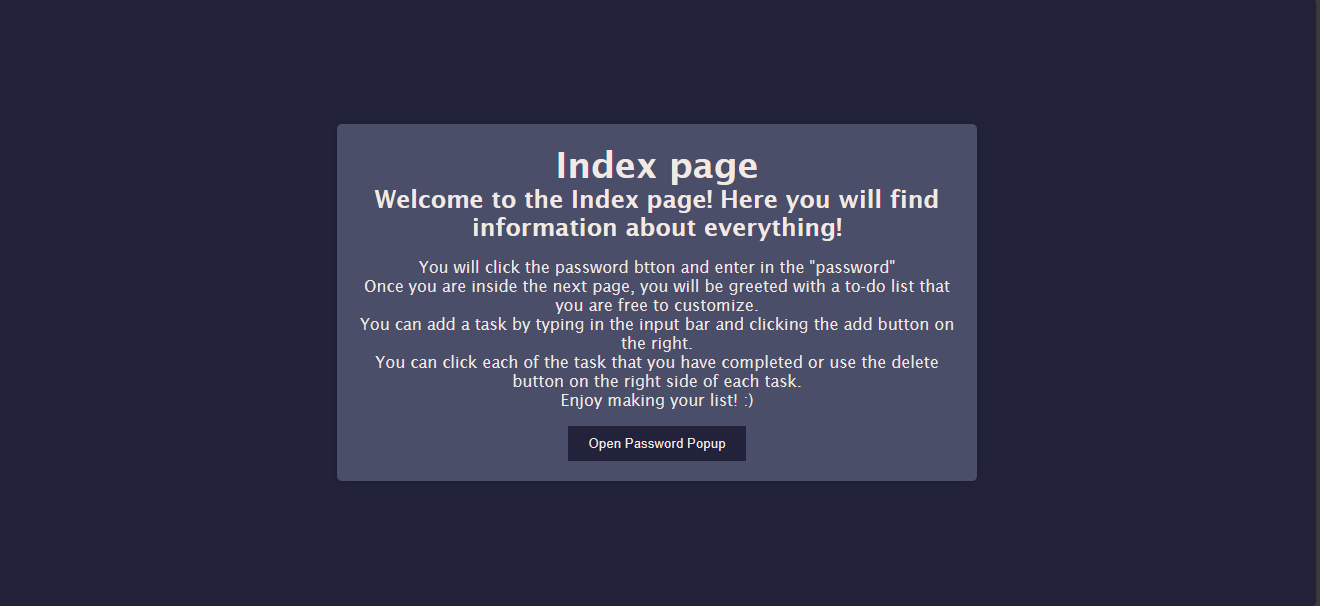 Index page
Welcome to the Index page! Here you will find
information about everything!
You will click the password btton and enter in the "password"
Once you are inside the next page, you will be greeted with a to-do list that
you are free to customize.
You can add a task by typing in the input bar and clicking the add button on
the right.
You can click each of the task that you have completed or use the delete
button on the right side of each task.
Enjoy making your list! :)
Open Password Popup